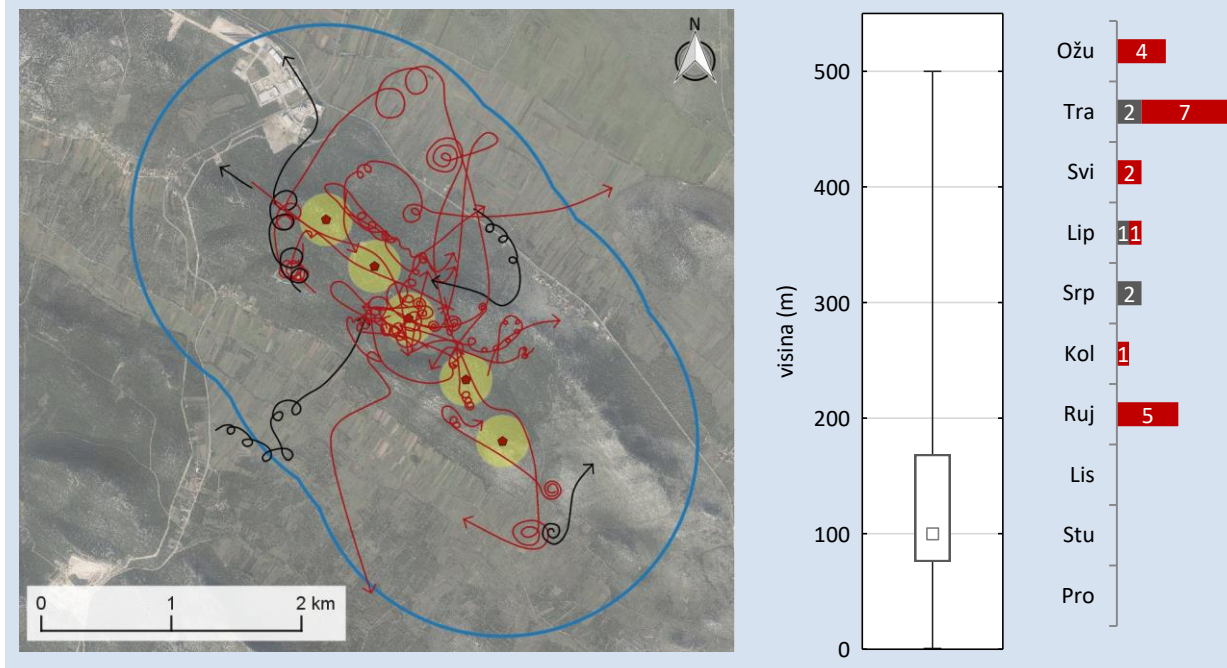 N
0 1 2 km
visina (m)
500
400
300
200
100
0
Ožu 4
Tra 2 7
Svi 2
Lip 1 1
Srp 2
Kol 1
Ruj 5
Lis
Stu
Pro